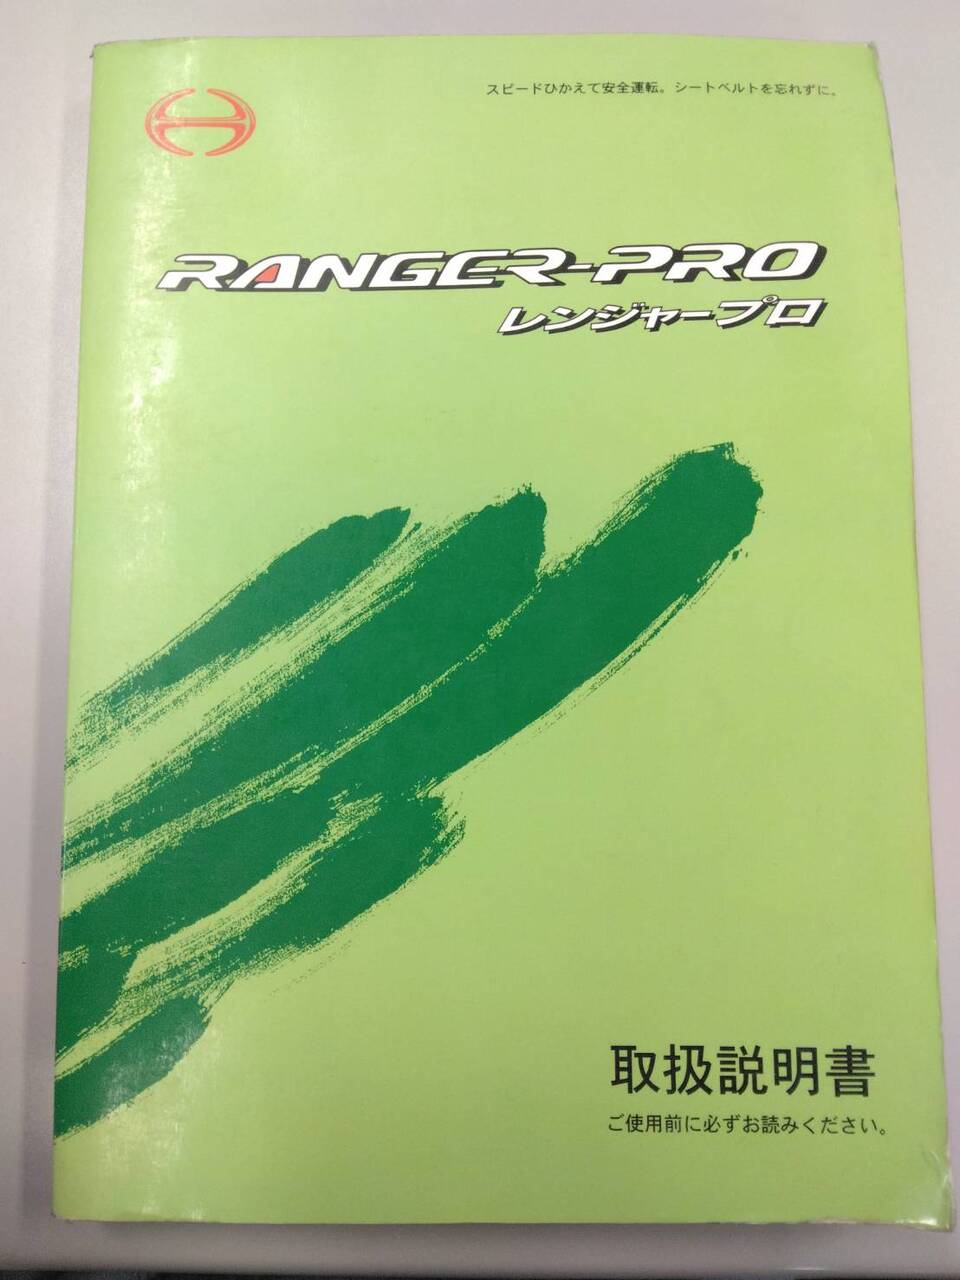 スピードひかえて安全運転。シートベルトを忘れずに。
RANGER-PRO
レンジャープロ
取扱説明書
ご使用前に必ずお読みください。